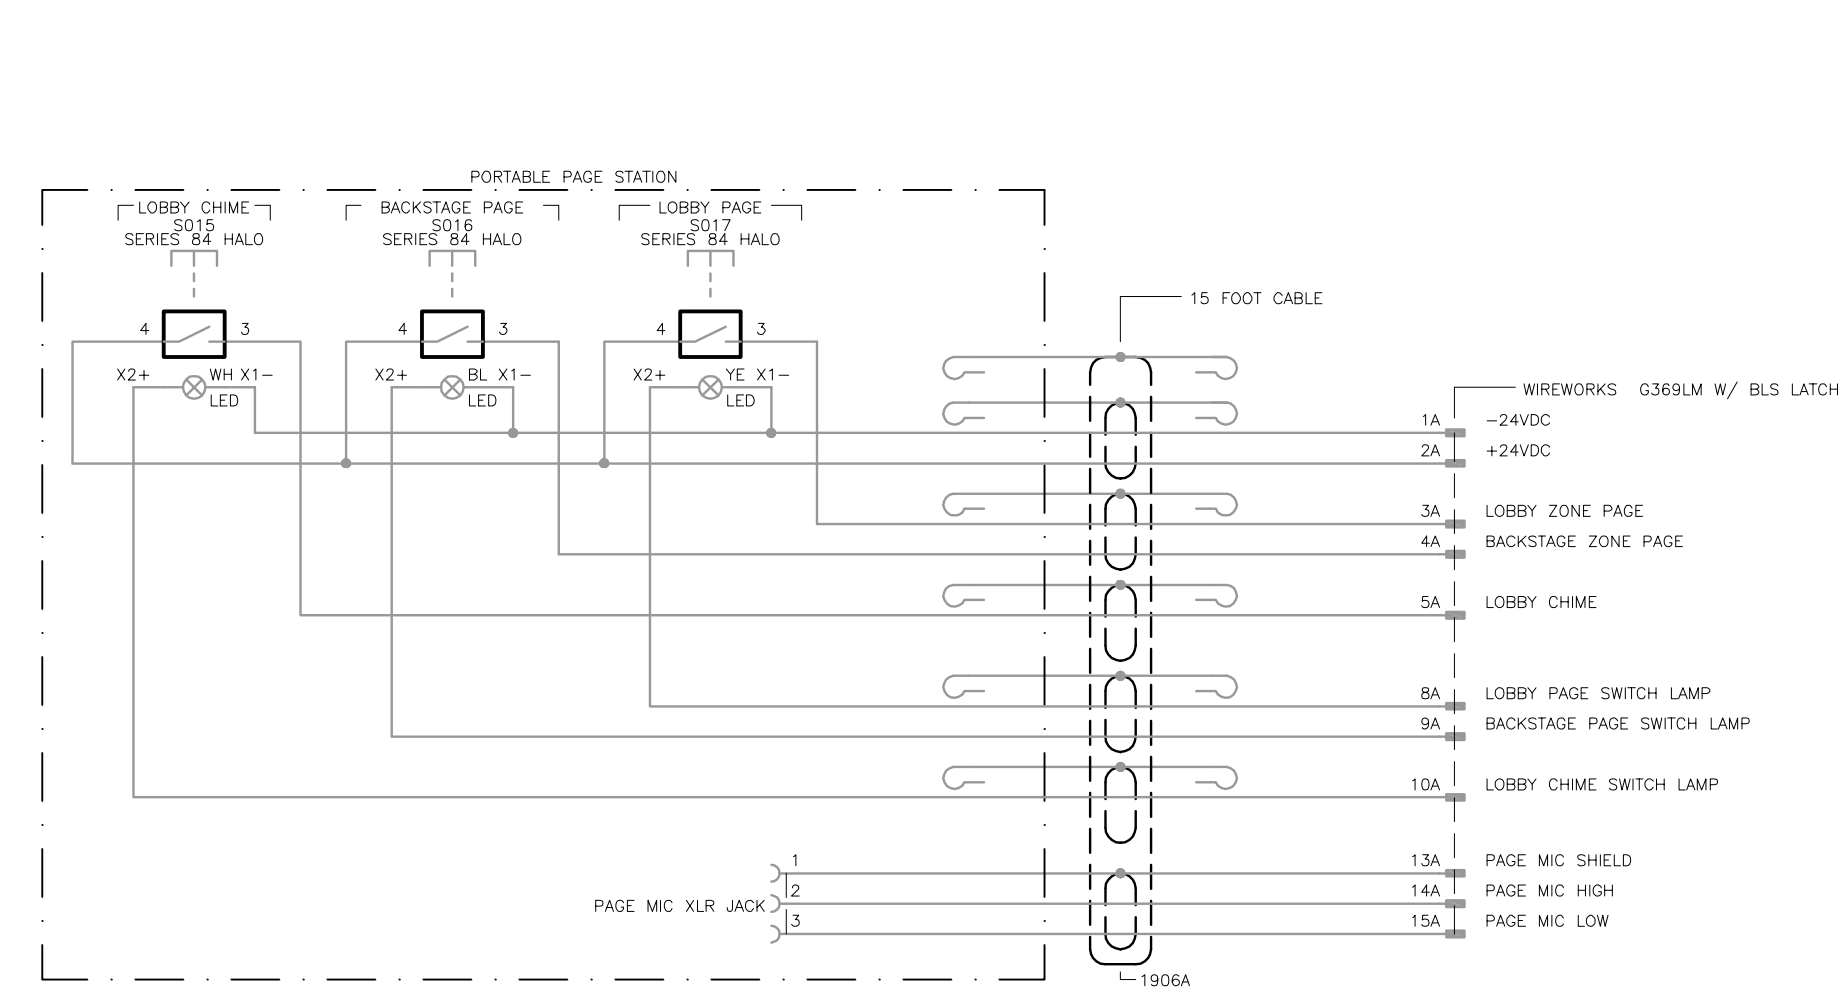 PORTABLE PAGE STATION
LOBBY CHIME
S015
SERIES 84 HALO
BACKSTAGE PAGE
S016
SERIES 84 HALO
LOBBY PAGE
S017
SERIES 84 HALO
15 FOOT CABLE
4 3
4 3
4 3
X2+ WH X1−
LED
X2+ BL X1−
LED
X2+ YE X1−
LED
WIREWORKS G369LM W/ BLS LATCH
1A −24VDC
2A +24VDC
3A LOBBY ZONE PAGE
4A BACKSTAGE ZONE PAGE
5A LOBBY CHIME
8A LOBBY PAGE SWITCH LAMP
9A BACKSTAGE PAGE SWITCH LAMP
10A LOBBY CHIME SWITCH LAMP
1 13A PAGE MIC SHIELD
2 14A PAGE MIC HIGH
PAGE MIC XLR JACK
3 15A PAGE MIC LOW
1906A